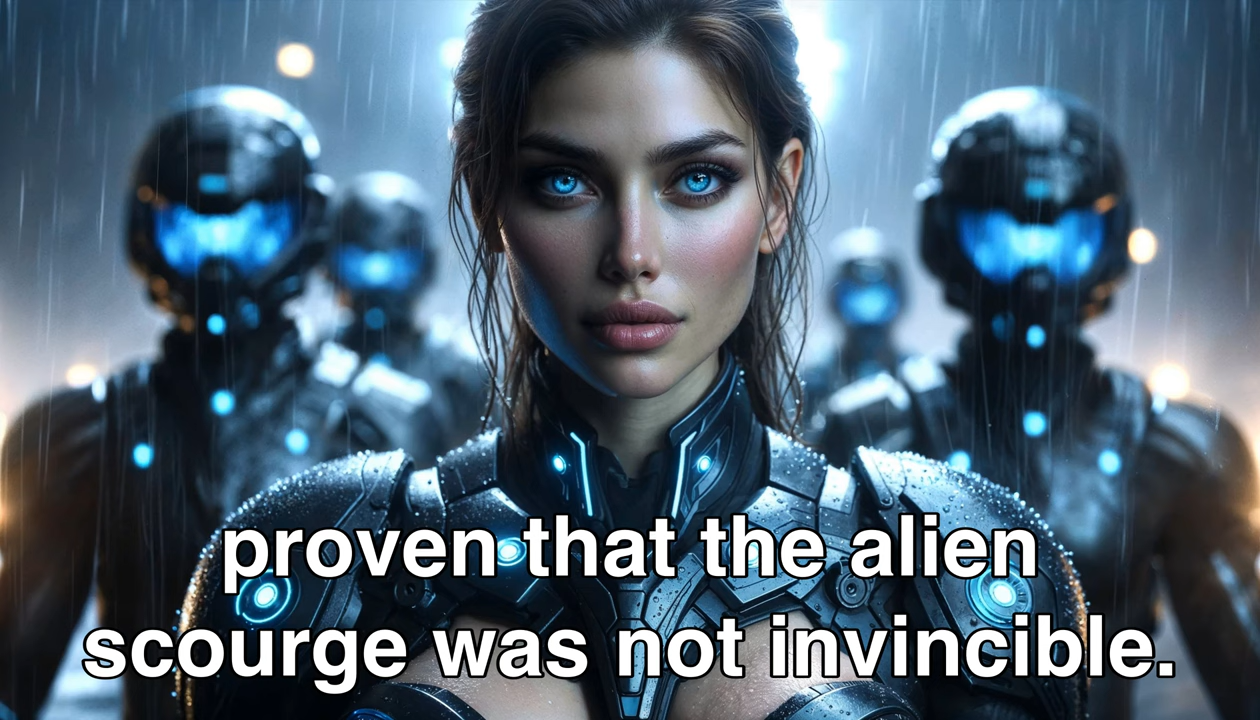 proven that the alien
scourge was not invincible.